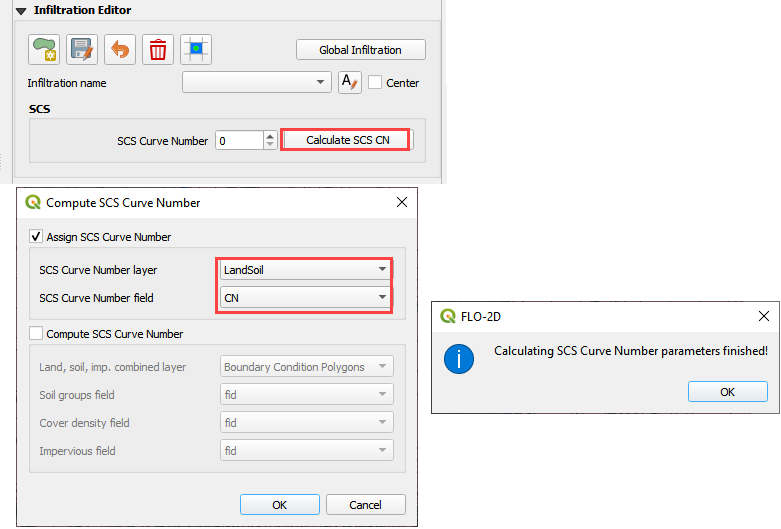 Infiltration Editor
Global Infiltration
Infiltration name
A
Center
SCS
SCS Curve Number 0 Calculate SCS CN
Compute SCS Curve Number
Assign SCS Curve Number
SCS Curve Number layer LandSoil
SCS Curve Number field CN
Compute SCS Curve Number
Land, soil, imp. combined layer Boundary Condition Polygons
Soil groups field fid
Cover density field fid
Impervious field fid
OK Cancel
FLO-2D
Calculating SCS Curve Number parameters finished!
OK